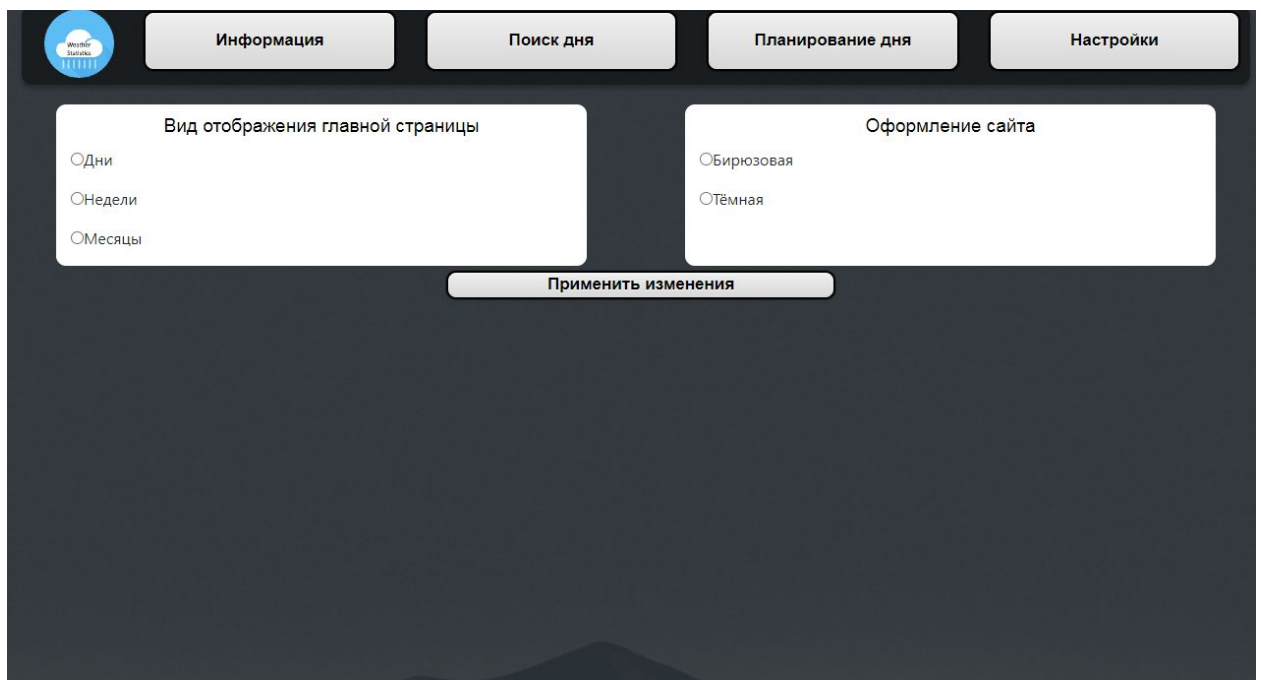 Weather
Statistics
Информация
Поиск дня
Планирование дня
Настройки
Вид отображения главной страницы
Дни
Недели
Месяцы
Оформление сайта
Бирюзовая
Тёмная
Применить изменения